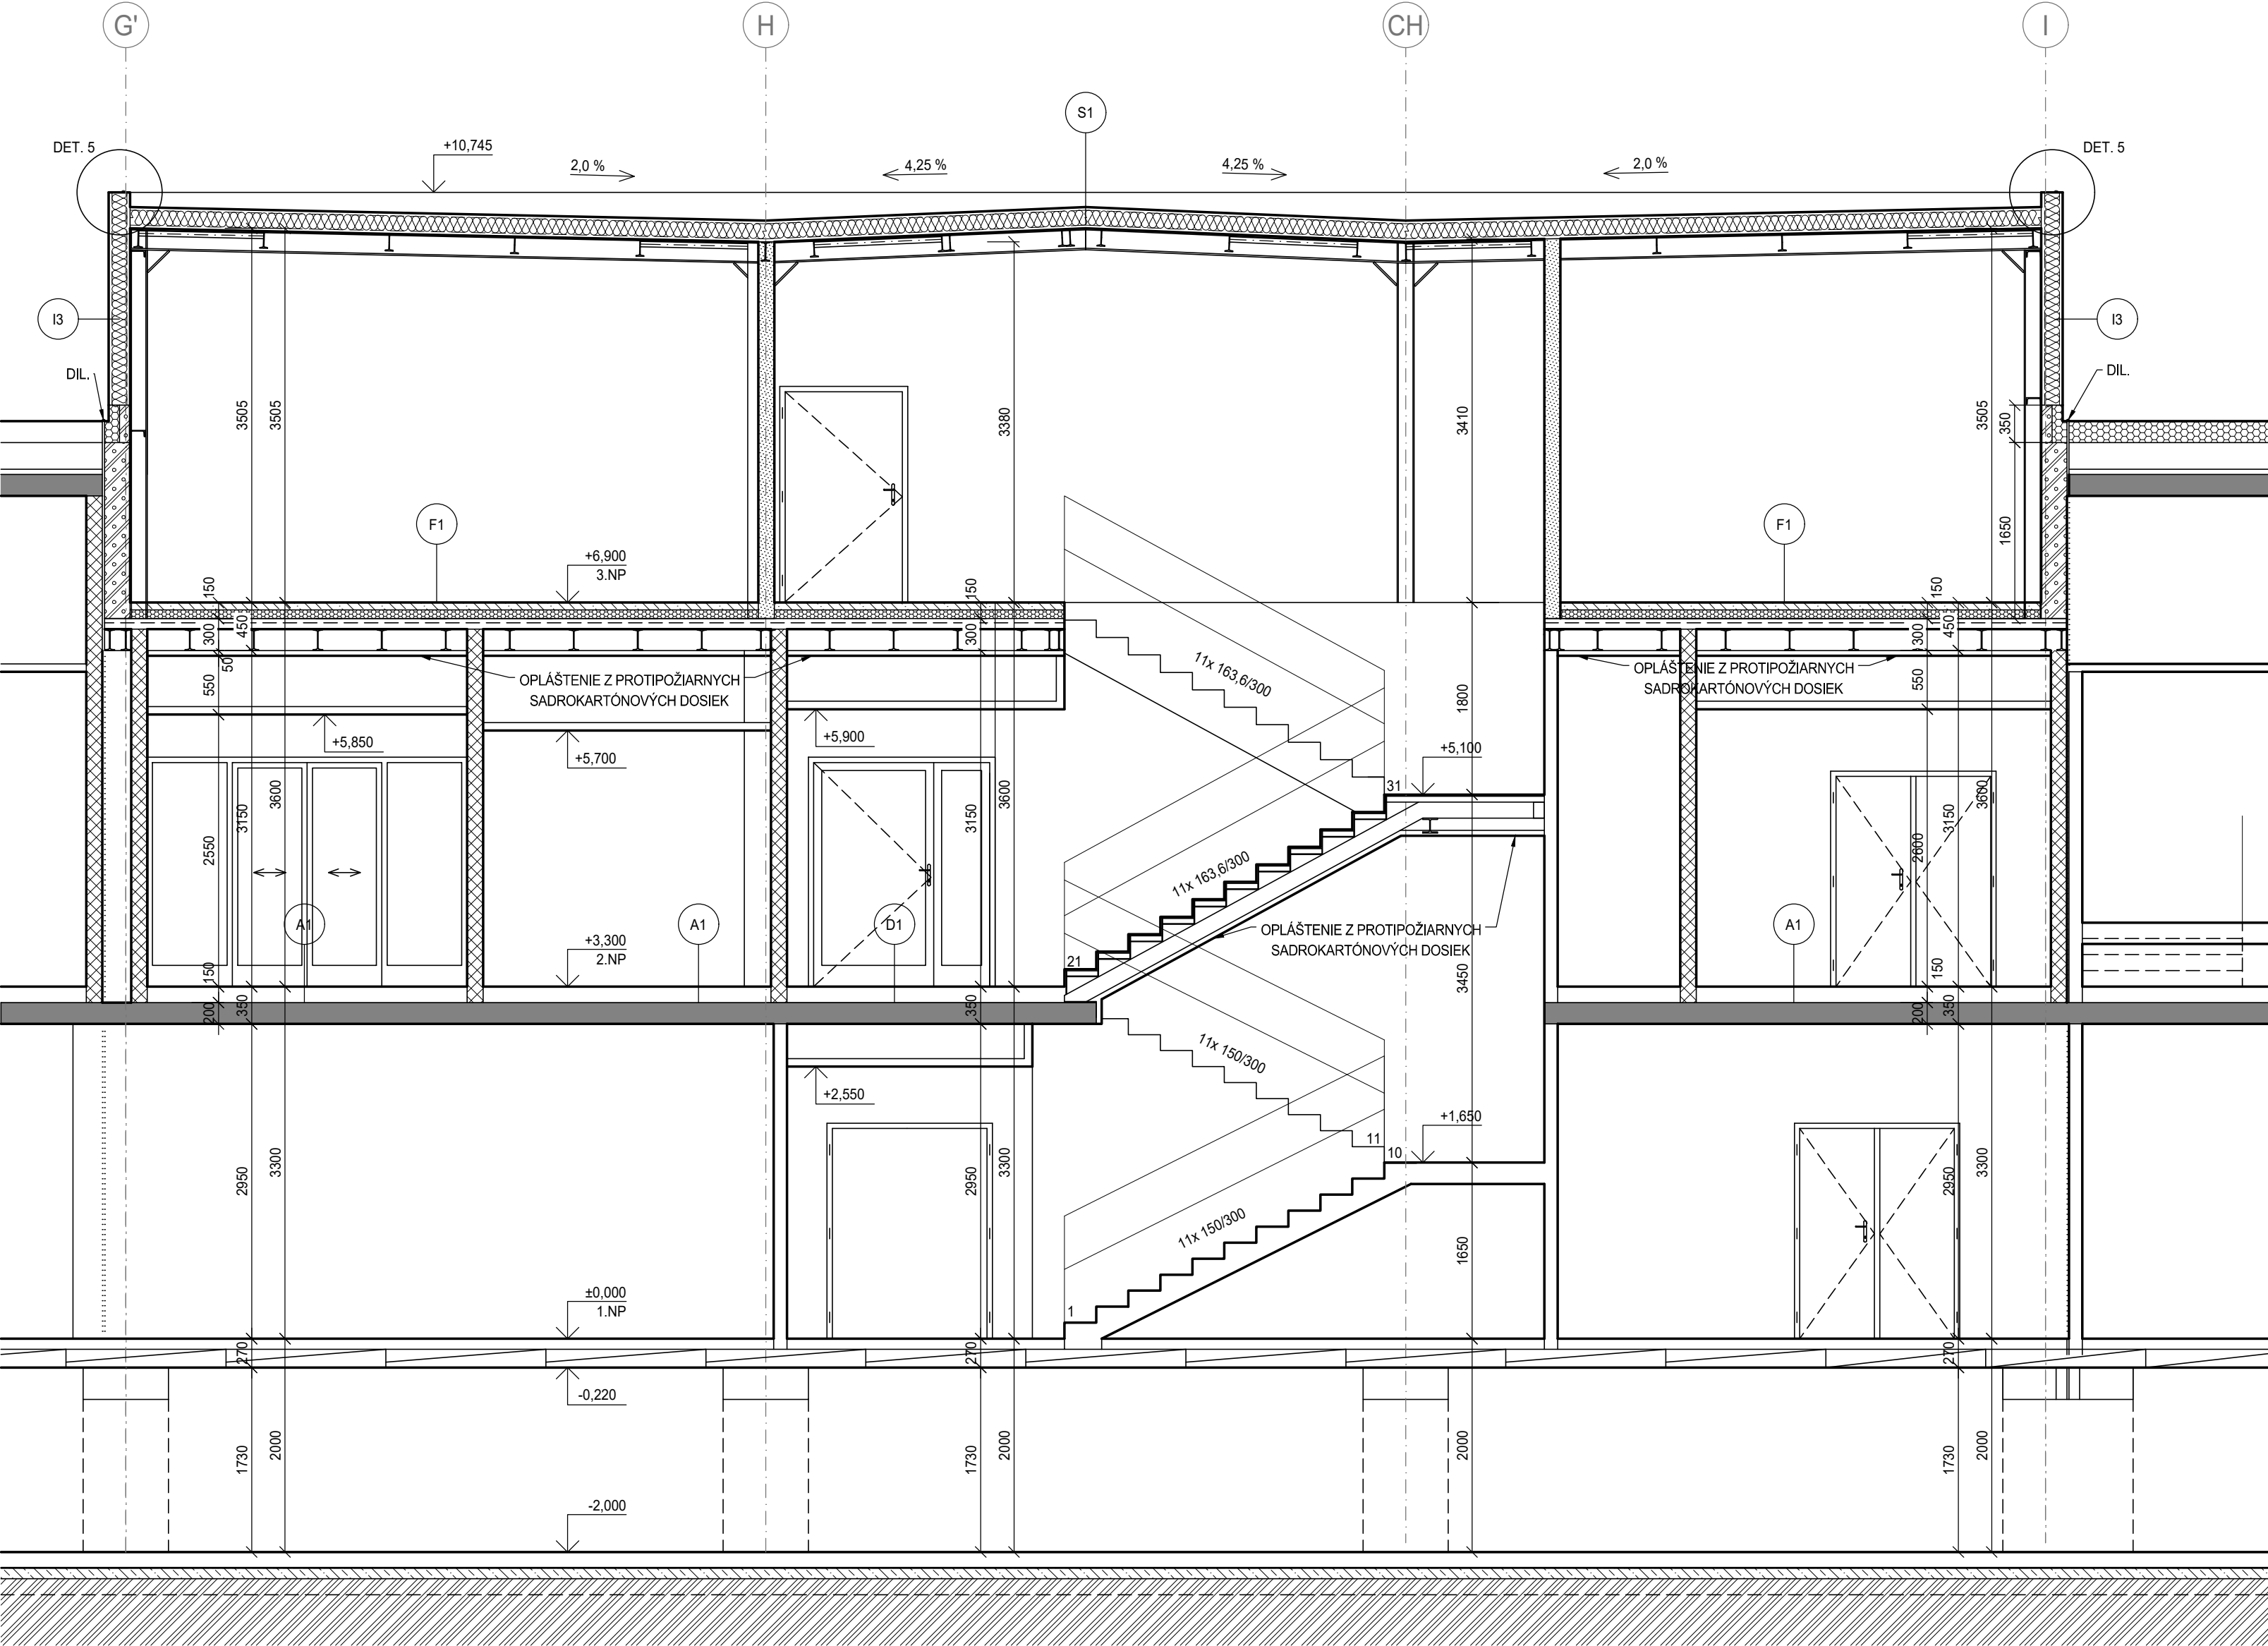 G'
H
CH
I
S1
DET. 5
+10,745
2,0 %
4,25 %
4,25 %
2,0 %
DET. 5
I3
I3
DIL.
DIL.
3505
3505
3380
3410
3505
350
1650
F1
F1
+6,900
3.NP
150
150
150
300
450
50
300
300
450
OPLÁŠTENIE Z PROTIPOŽIARNYCH
SADROKARTÓNOVÝCH DOSIEK
OPLÁŠTENIE Z PROTIPOŽIARNYCH
SADROKARTÓNOVÝCH DOSIEK
11x 163,6/300
550
550
1800
+5,850
+5,700
+5,900
+5,100
31
2550
3150
3600
3150
3600
2600
3150
3600
11x 163,6/300
A1
A1
D1
A1
OPLÁŠTENIE Z PROTIPOŽIARNYCH
SADROKARTÓNOVÝCH DOSIEK
+3,300
2.NP
21
150
150
3450
200
350
350
200
350
11x 150/300
+2,550
+1,650
11
10
2950
3300
2950
3300
2950
3300
11x 150/300
1650
±0,000
1.NP
1
270
270
270
-0,220
1730
2000
1730
2000
2000
1730
2000
-2,000